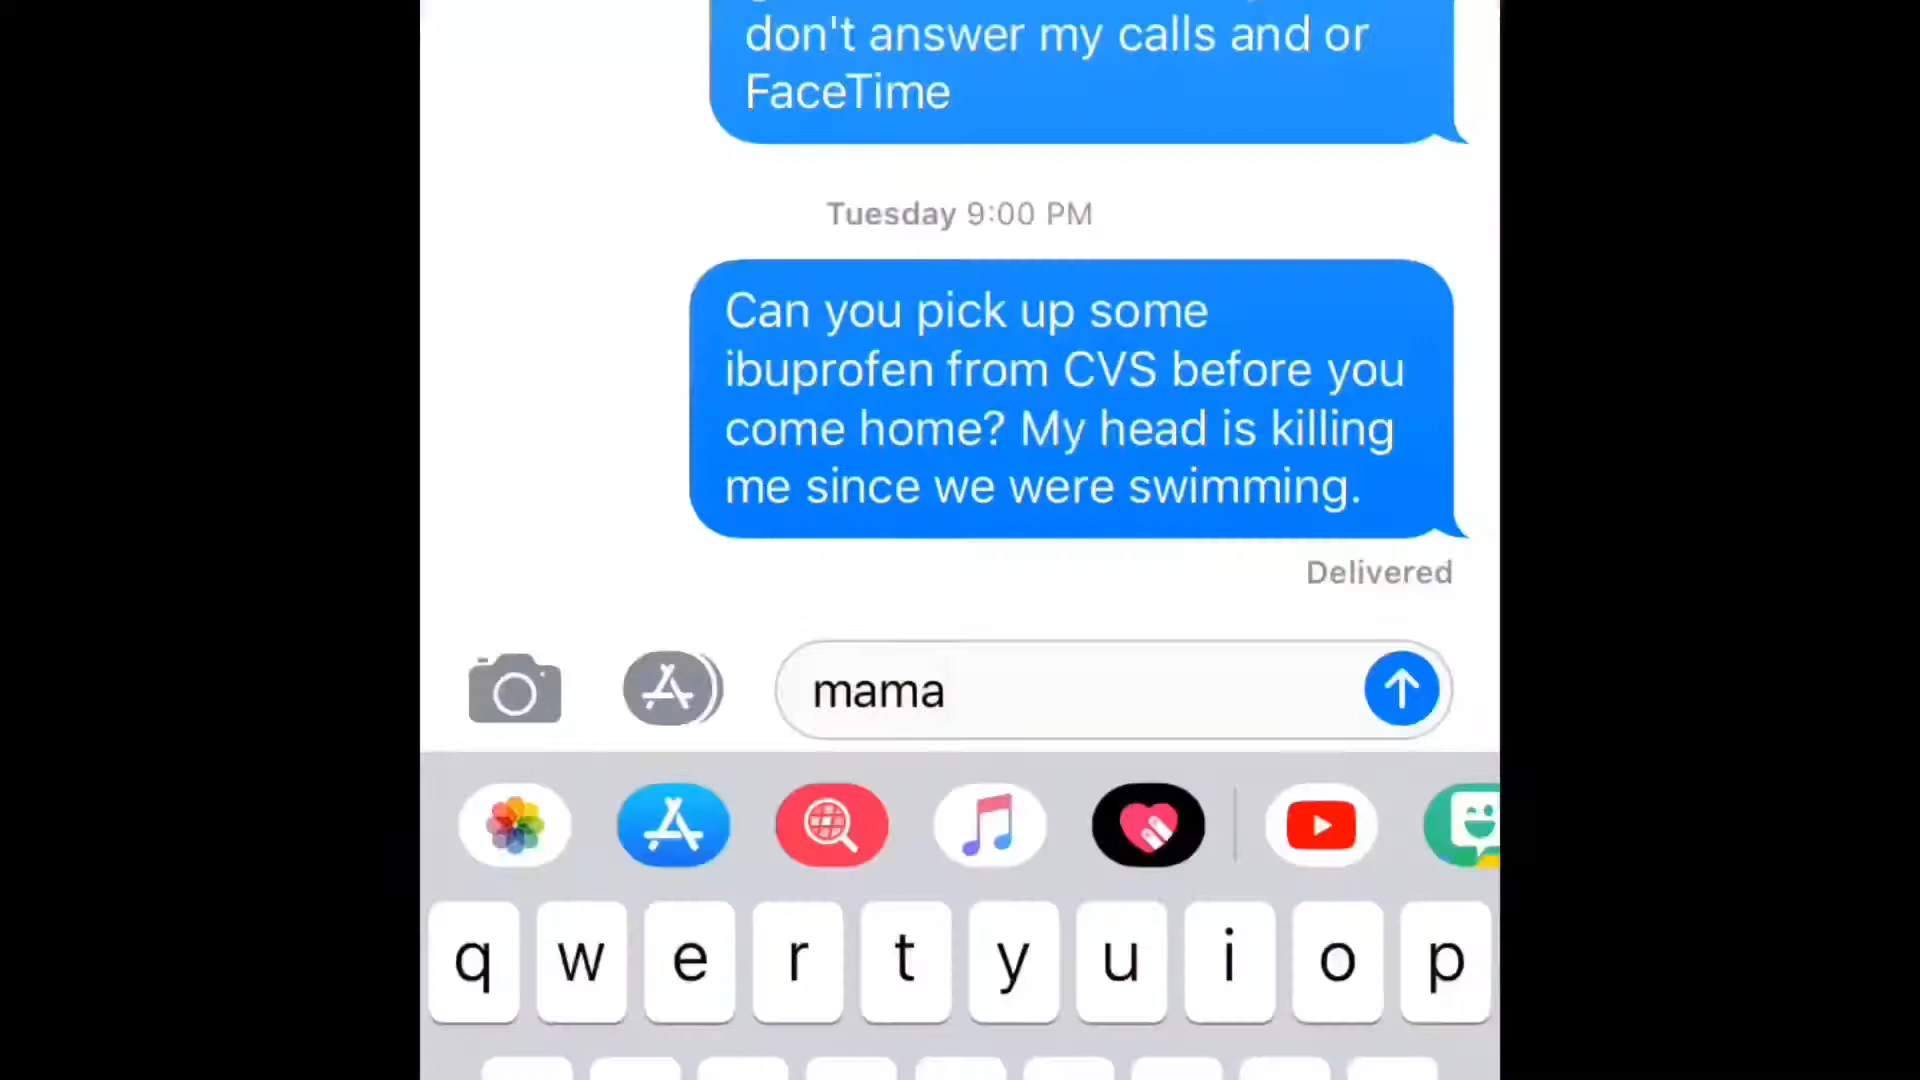 don't answer my calls and or
FaceTime
Tuesday 9:00 PM
Can you pick up some
ibuprofen from CVS before you
come home? My head is killing
me since we were swimming.
Delivered
mama
q w e r t y u i o p